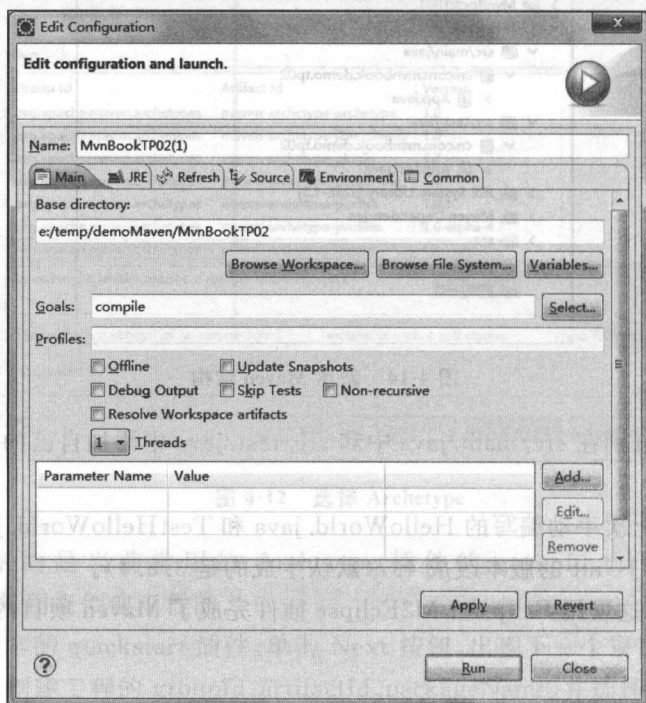 Edit Configuration
Edit configuration and launch.
Name: MvnBookTP02(1)
Main JRE Refresh Source Environment Common
Base directory:
e:/temp/demoMaven/MvnBookTP02
Browse Workspace... Browse File System... Variables...
Goals: compile Select...
Profiles:
Offline Update Snapshots
Debug Output Skip Tests Non-recursive
Resolve Workspace artifacts
1 Threads
Parameter Name Value Add...
Edit...
Remove
Apply Revert
Run Close